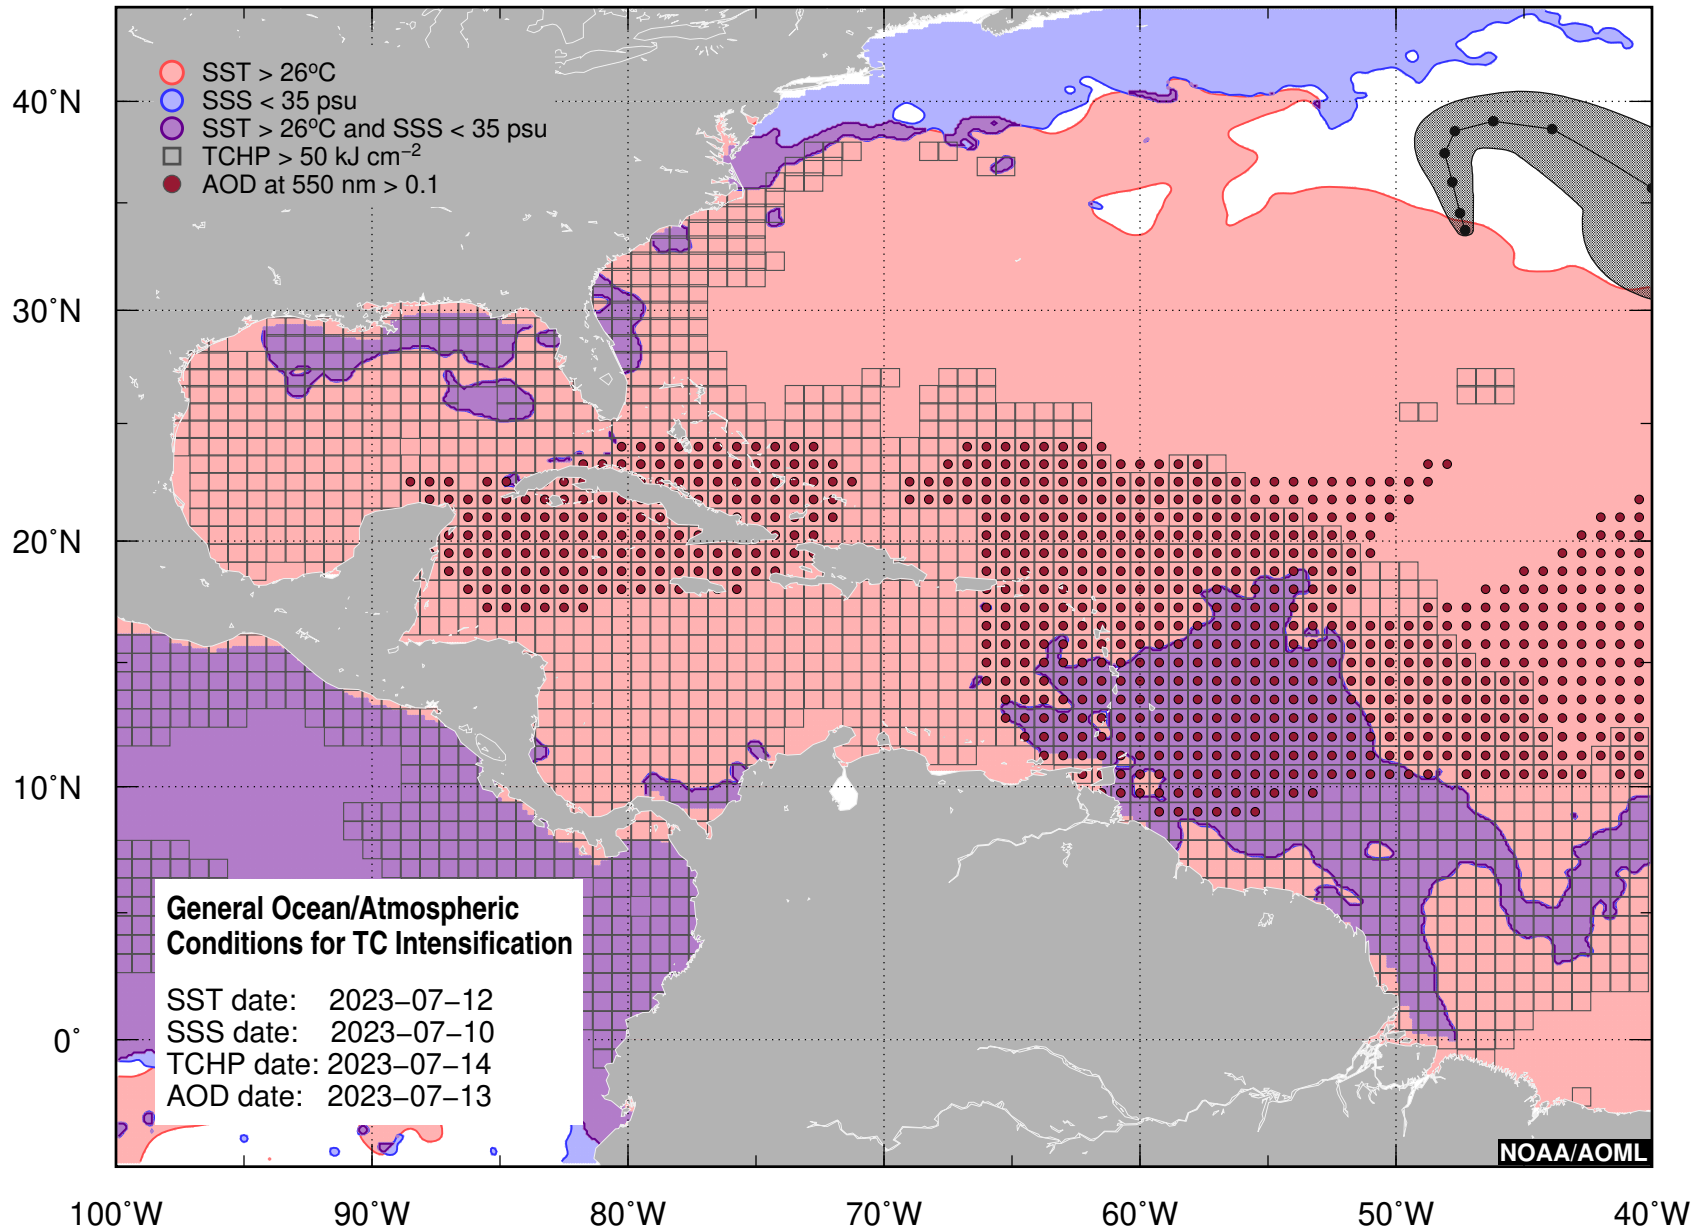 SST > 26°C
SSS < 35 psu
SST > 26°C and SSS < 35 psu
TCHP > 50 kJ cm⁻²
AOD at 550 nm > 0.1
40°N
30°N
20°N
10°N
0°
General Ocean/Atmospheric
Conditions for TC Intensification
SST date: 2023−07−12
SSS date: 2023−07−10
TCHP date: 2023−07−14
AOD date: 2023−07−13
NOAA/AOML
100°W 90°W 80°W 70°W 60°W 50°W 40°W